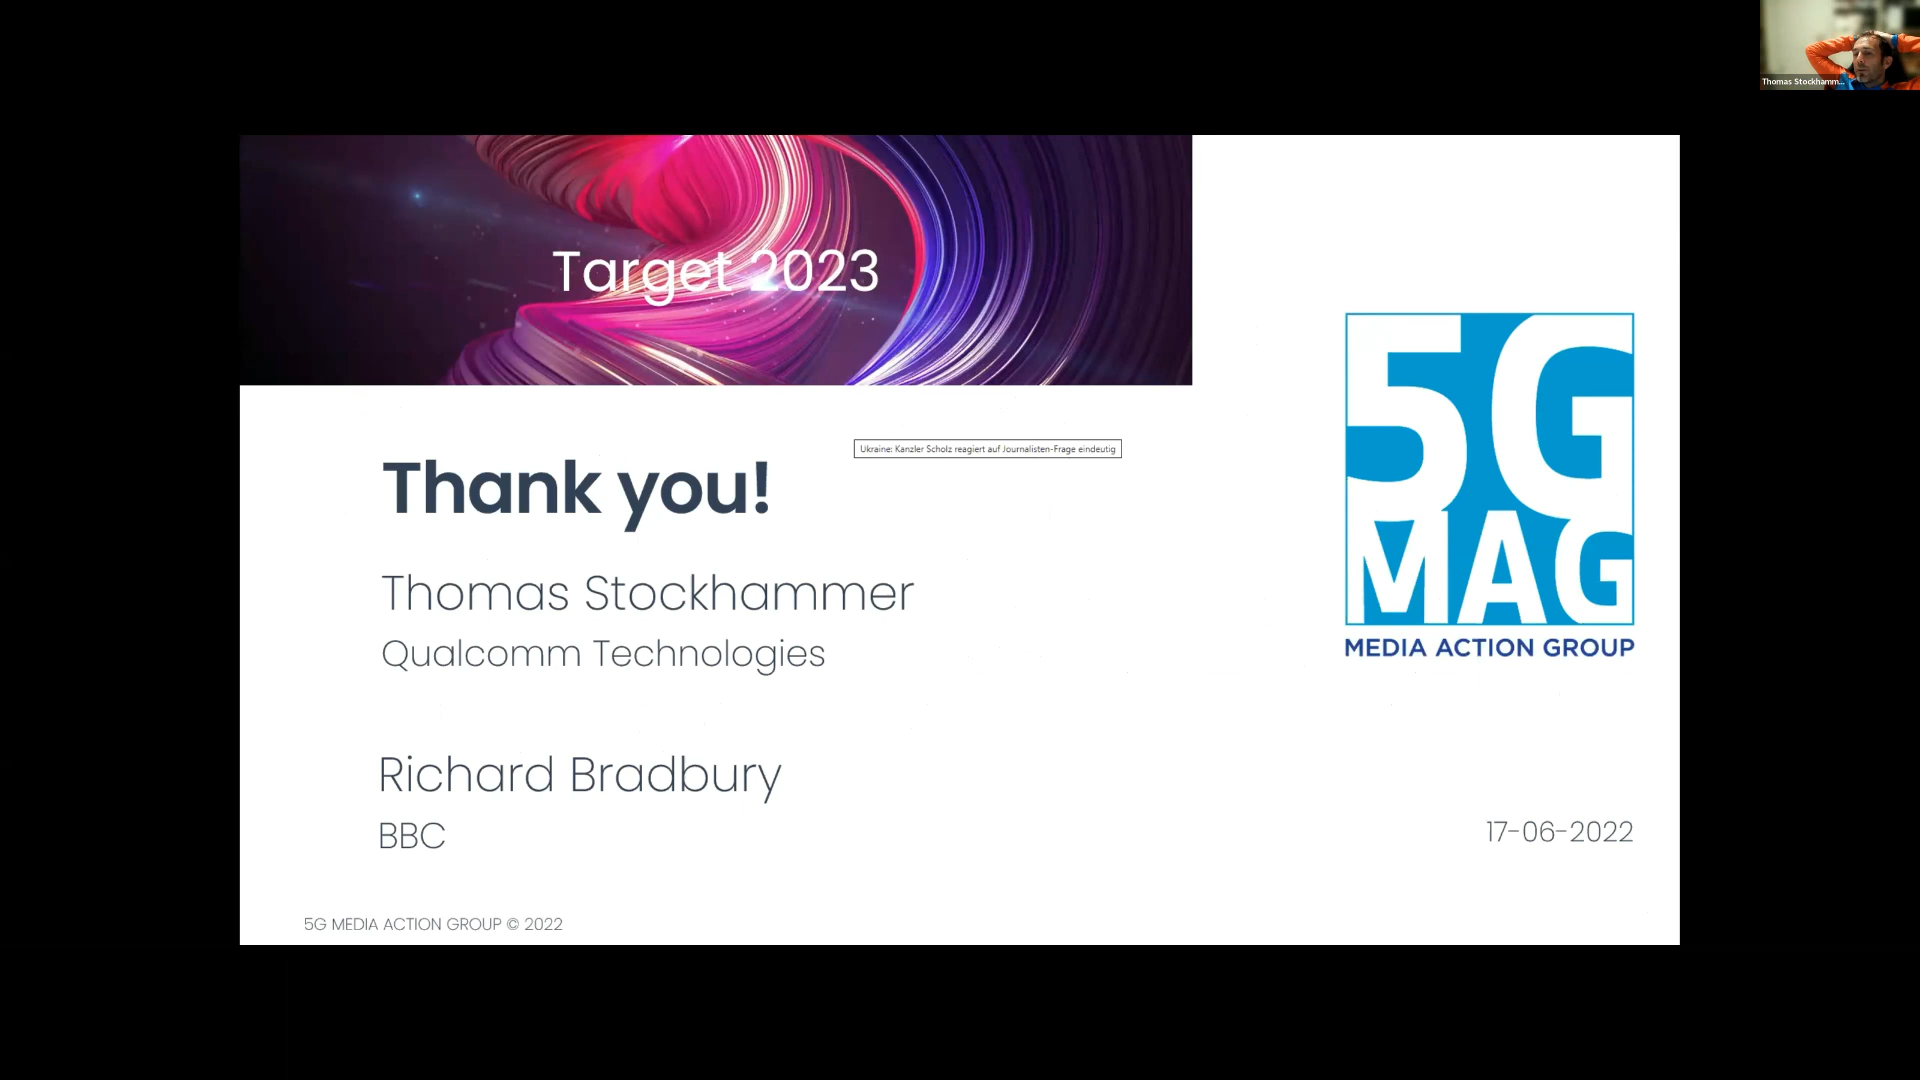 Thomas Stockhamm...
Target 2023
5G
MAG
MEDIA ACTION GROUP
Ukraine: Kanzler Scholz reagiert auf Journalisten-Frage eindeutig
Thank you!
Thomas Stockhammer
Qualcomm Technologies
Richard Bradbury
BBC
17-06-2022
5G MEDIA ACTION GROUP © 2022